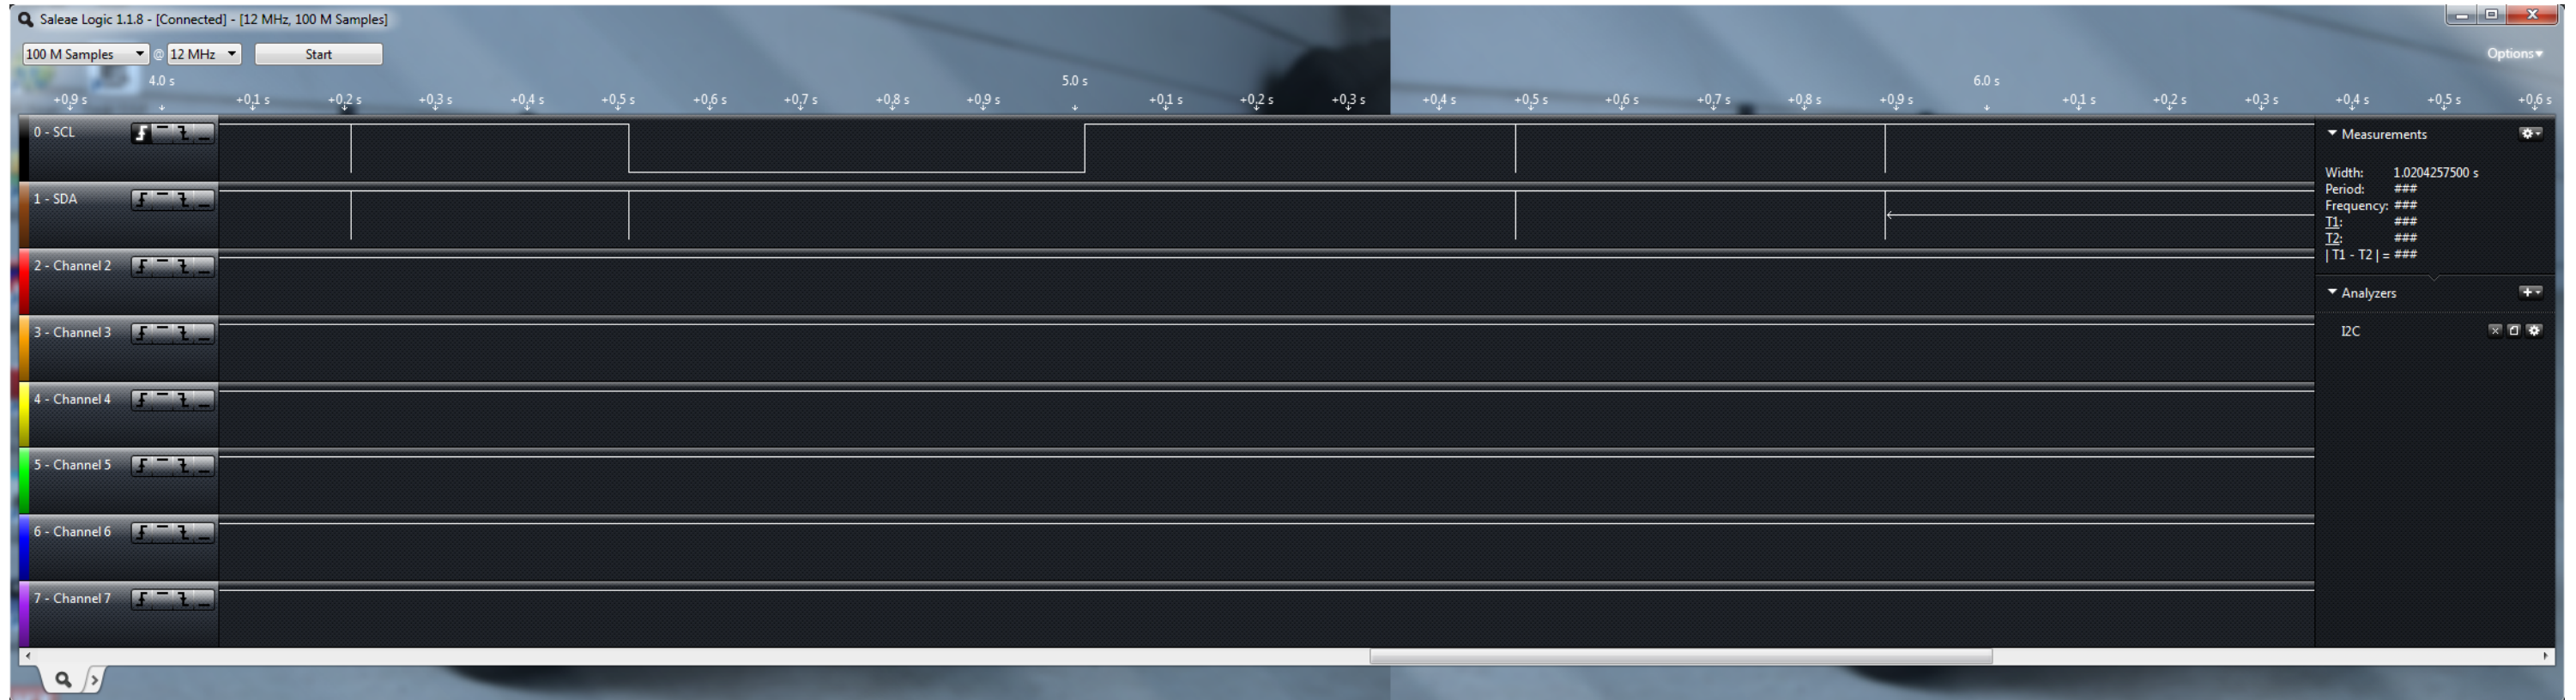 Saleae Logic 1.1.8 - [Connected] - [12 MHz, 100 M Samples]
100 M Samples @ 12 MHz Start Options
4.0 s 5.0 s 6.0 s
+0,9 s +0,1 s +0,2 s +0,3 s +0,4 s +0,5 s +0,6 s +0,7 s +0,8 s +0,9 s +0,1 s +0,2 s +0,3 s +0,4 s +0,5 s +0,6 s +0,7 s +0,8 s +0,9 s +0,1 s +0,2 s +0,3 s +0,4 s +0,5 s +0,6 s
0 - SCL
1 - SDA
2 - Channel 2
3 - Channel 3
4 - Channel 4
5 - Channel 5
6 - Channel 6
7 - Channel 7
Measurements
Width: 1.0204257500 s
Period: ###
Frequency: ###
T1: ###
T2: ###
| T1 - T2 | = ###
Analyzers
I2C